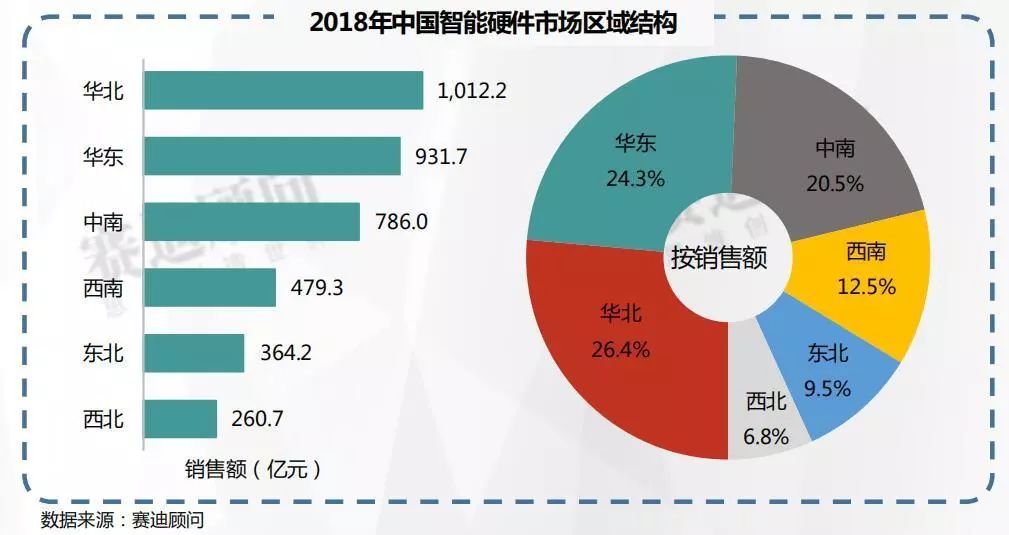 2018年中国智能硬件市场区域结构
华北 1,012.2
华东 931.7
中南 786.0
西南 479.3
东北 364.2
西北 260.7
销售额（亿元）
华东
24.3%
中南
20.5%
西南
12.5%
东北
9.5%
西北
6.8%
华北
26.4%
按销售额
赛迪顾问
数据来源：赛迪顾问